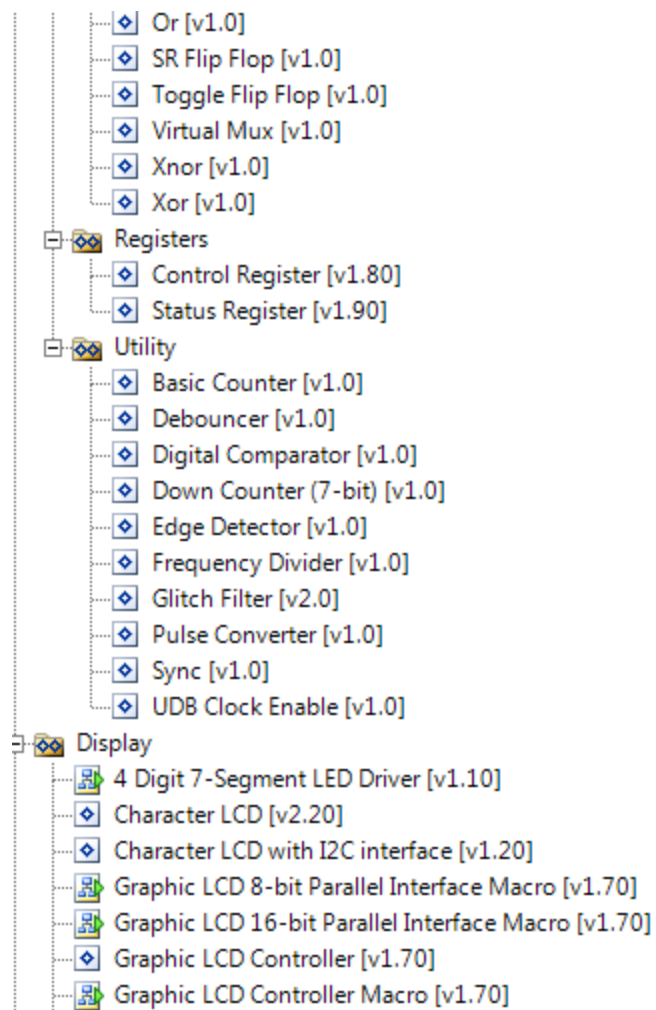 Or [v1.0]
SR Flip Flop [v1.0]
Toggle Flip Flop [v1.0]
Virtual Mux [v1.0]
Xnor [v1.0]
Xor [v1.0]
Registers
Control Register [v1.80]
Status Register [v1.90]
Utility
Basic Counter [v1.0]
Debouncer [v1.0]
Digital Comparator [v1.0]
Down Counter (7-bit) [v1.0]
Edge Detector [v1.0]
Frequency Divider [v1.0]
Glitch Filter [v2.0]
Pulse Converter [v1.0]
Sync [v1.0]
UDB Clock Enable [v1.0]
Display
4 Digit 7-Segment LED Driver [v1.10]
Character LCD [v2.20]
Character LCD with I2C interface [v1.20]
Graphic LCD 8-bit Parallel Interface Macro [v1.70]
Graphic LCD 16-bit Parallel Interface Macro [v1.70]
Graphic LCD Controller [v1.70]
Graphic LCD Controller Macro [v1.70]